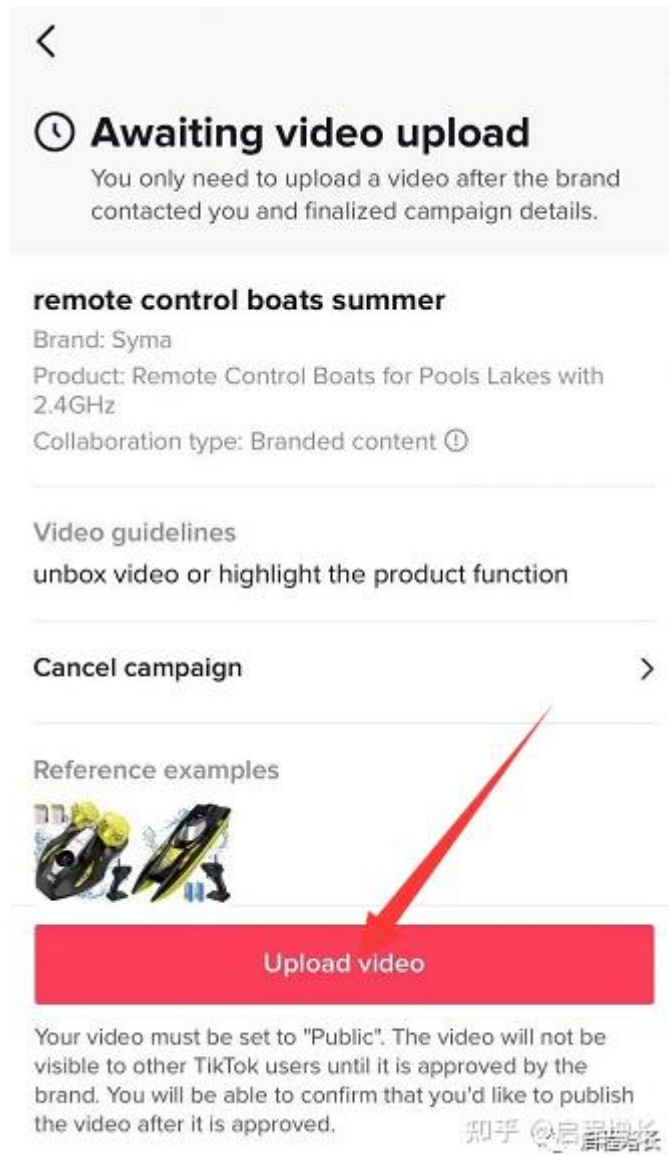 Awaiting video upload
You only need to upload a video after the brand
contacted you and finalized campaign details.
remote control boats summer
Brand: Syma
Product: Remote Control Boats for Pools Lakes with
2.4GHz
Collaboration type: Branded content
Video guidelines
unbox video or highlight the product function
Cancel campaign
Reference examples
Upload video
Your video must be set to "Public". The video will not be
visible to other TikTok users until it is approved by the
brand. You will be able to confirm that you'd like to publish
the video after it is approved.
知乎 @启程增长